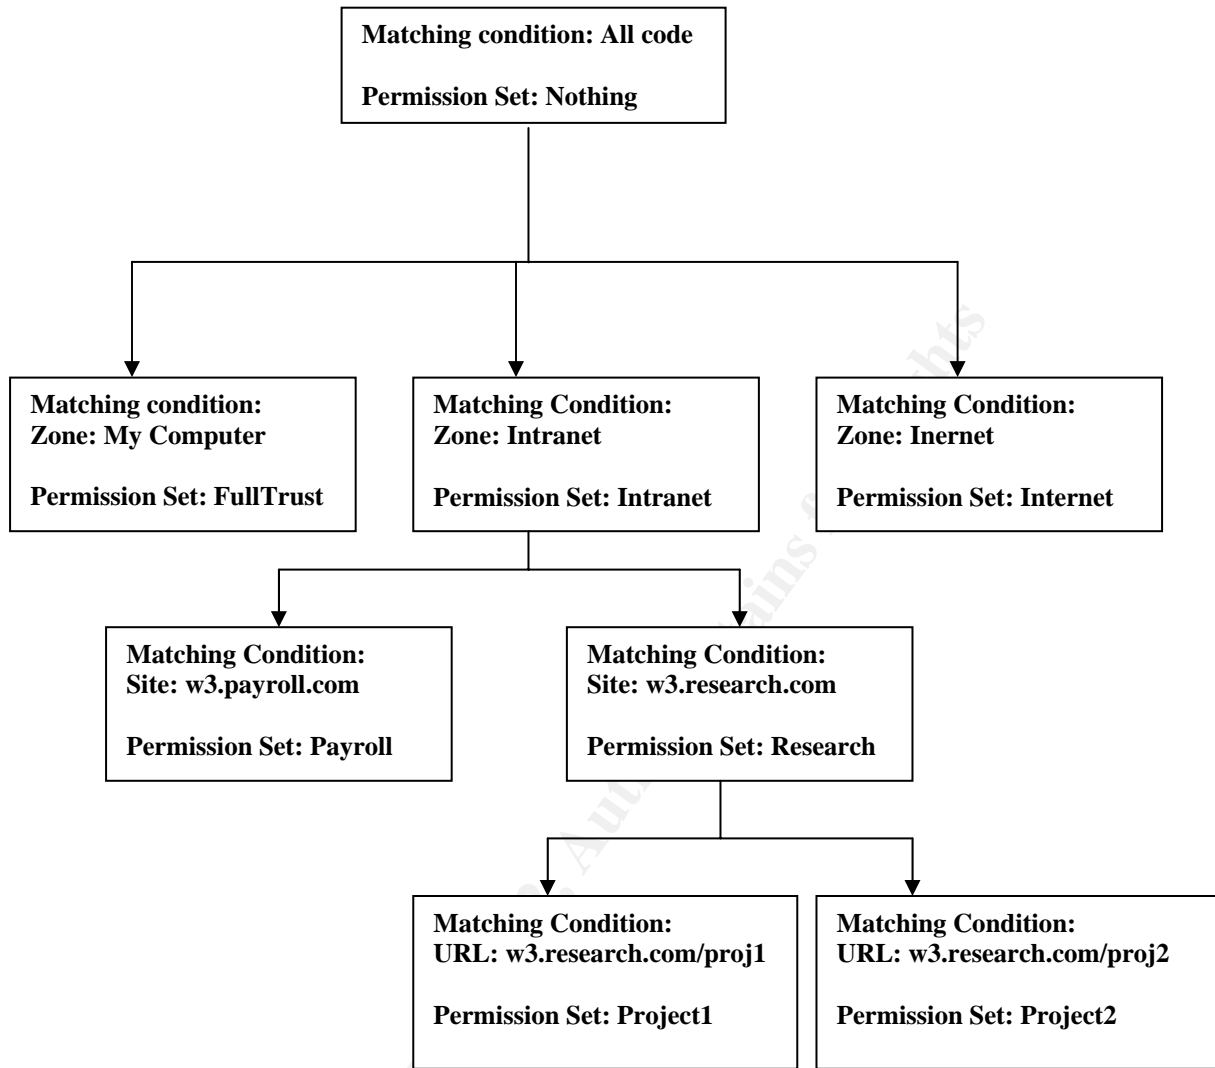 Matching condition: All code
Permission Set: Nothing
Matching condition:
Zone: My Computer
Permission Set: FullTrust
Matching Condition:
Zone: Intranet
Permission Set: Intranet
Matching Condition:
Zone: Inernet
Permission Set: Internet
Matching Condition:
Site: w3.payroll.com
Permission Set: Payroll
Matching Condition:
Site: w3.research.com
Permission Set: Research
Matching Condition:
URL: w3.research.com/proj1
Permission Set: Project1
Matching Condition:
URL: w3.research.com/proj2
Permission Set: Project2